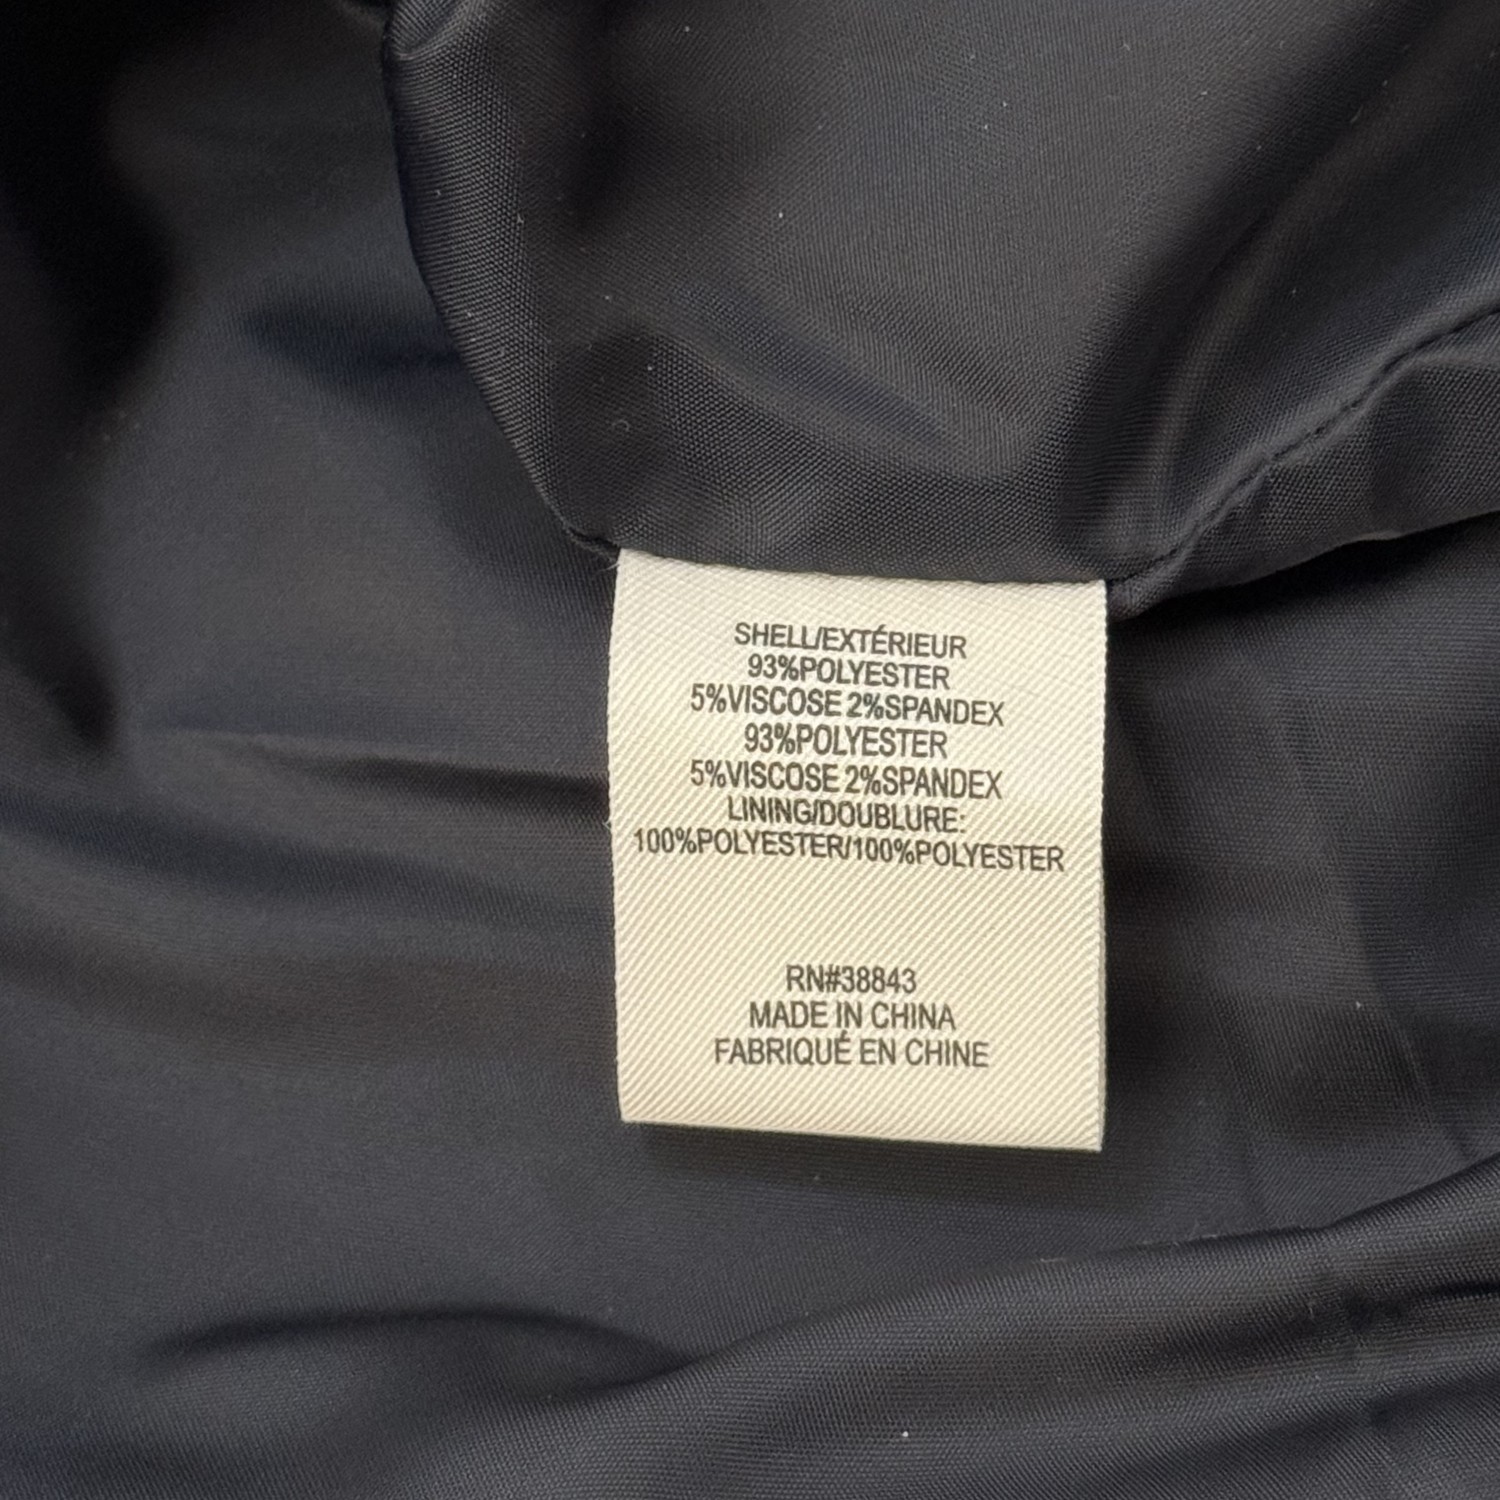 SHELL/EXTÉRIEUR
93%POLYESTER
5%VISCOSE 2%SPANDEX
93%POLYESTER
5%VISCOSE 2%SPANDEX
LINING/DOUBLURE:
100%POLYESTER/100%POLYESTER
RN#38843
MADE IN CHINA
FABRIQUÉ EN CHINE